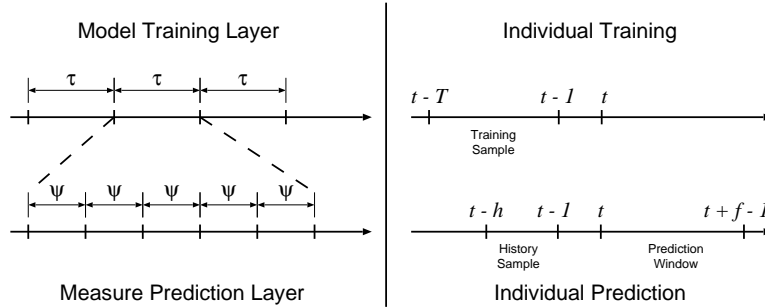 Model Training Layer
τ τ τ
ψ ψ ψ ψ ψ
Measure Prediction Layer
Individual Training
t - T t - 1 t
Training
Sample
t - h t - 1 t t + f - 1
History
Sample
Prediction
Window
Individual Prediction